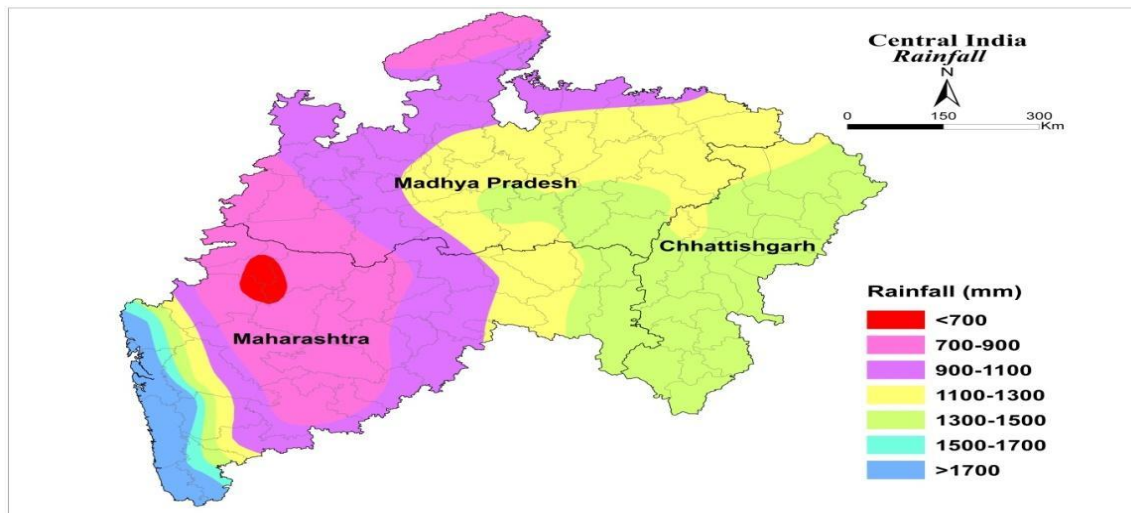 Central India
Rainfall
N
0 150 300
Km
Madhya Pradesh
Chhattishgarh
Maharashtra
Rainfall (mm)
<700
700-900
900-1100
1100-1300
1300-1500
1500-1700
>1700